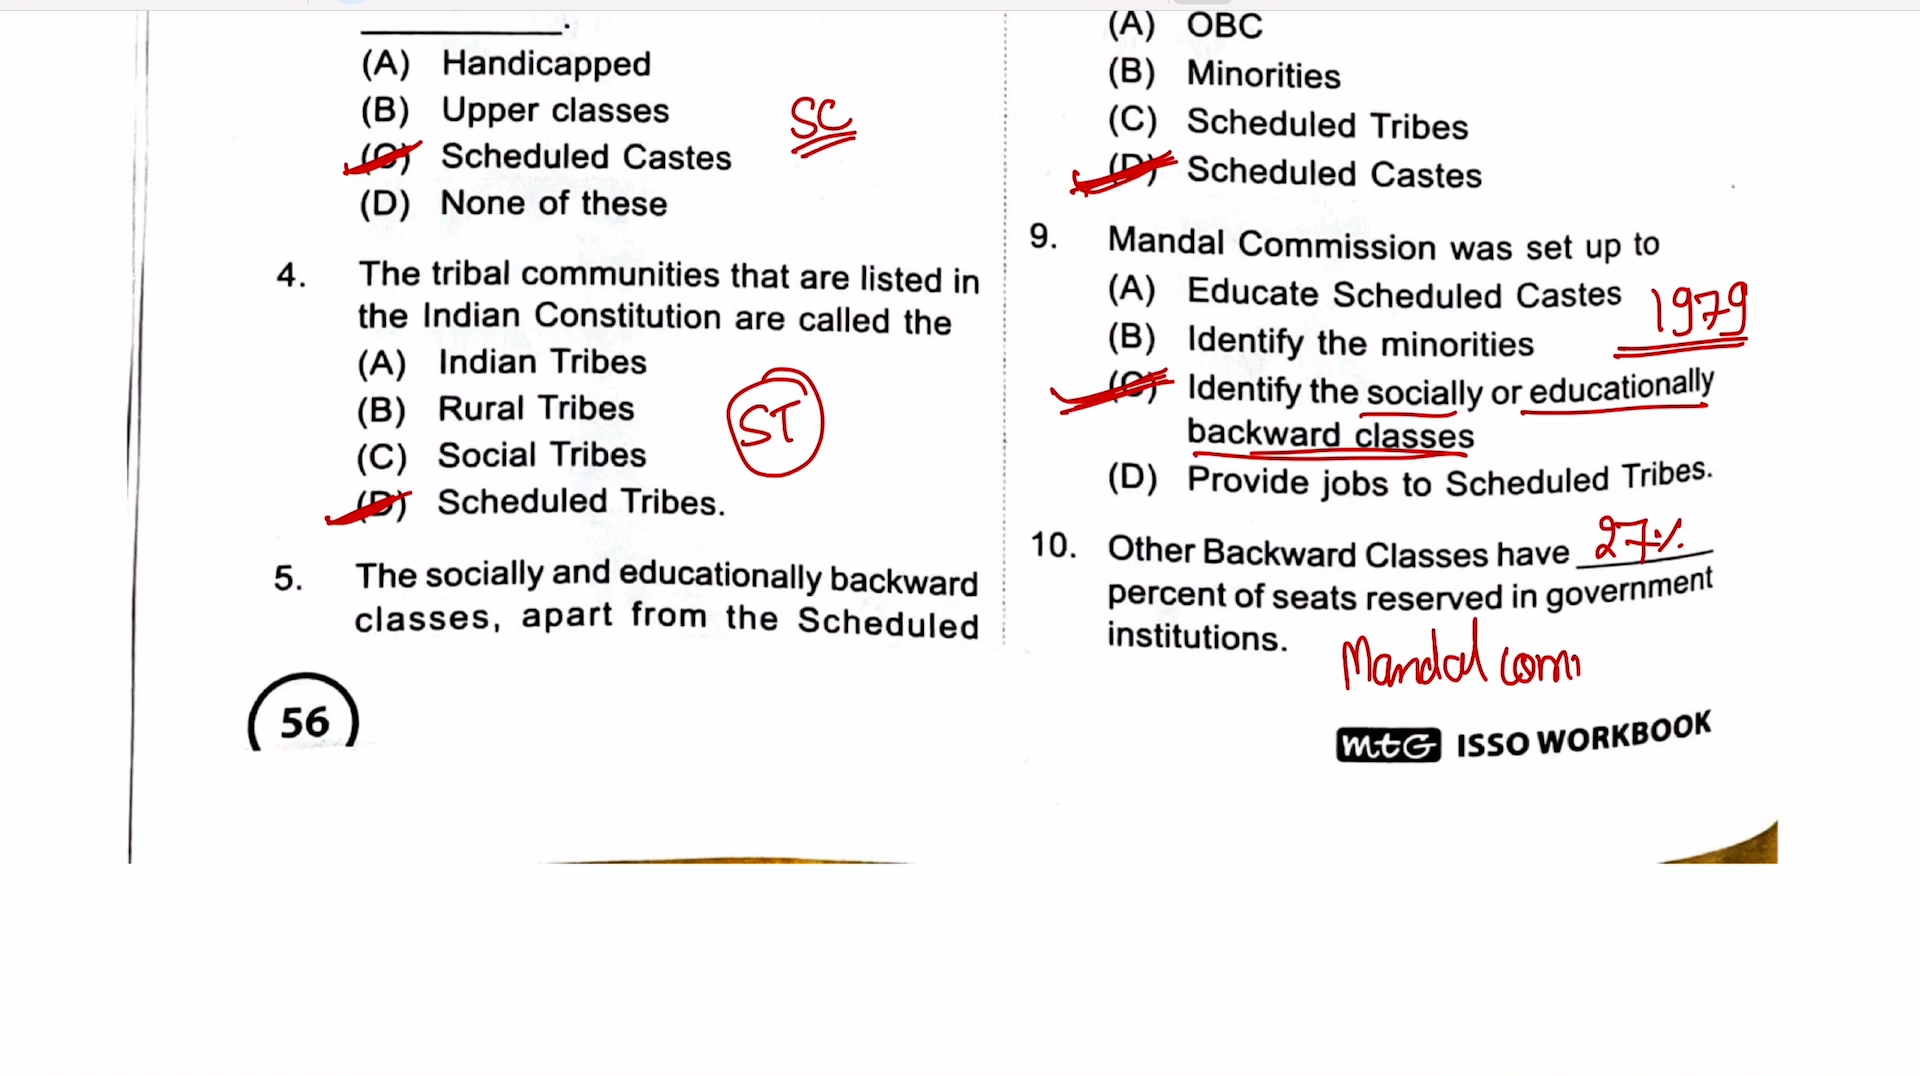 ___________.
(A) Handicapped
(B) Upper classes
(C) Scheduled Castes
(D) None of these
SC
4. The tribal communities that are listed in
the Indian Constitution are called the
(A) Indian Tribes
(B) Rural Tribes
(C) Social Tribes
(D) Scheduled Tribes.
ST
5. The socially and educationally backward
classes, apart from the Scheduled
56
(A) OBC
(B) Minorities
(C) Scheduled Tribes
(D) Scheduled Castes
9. Mandal Commission was set up to
(A) Educate Scheduled Castes
1979
(B) Identify the minorities
(C) Identify the socially or educationally
backward classes
(D) Provide jobs to Scheduled Tribes.
10. Other Backward Classes have 27%
percent of seats reserved in government
institutions.
Mandal comi
mtG ISSO WORKBOOK